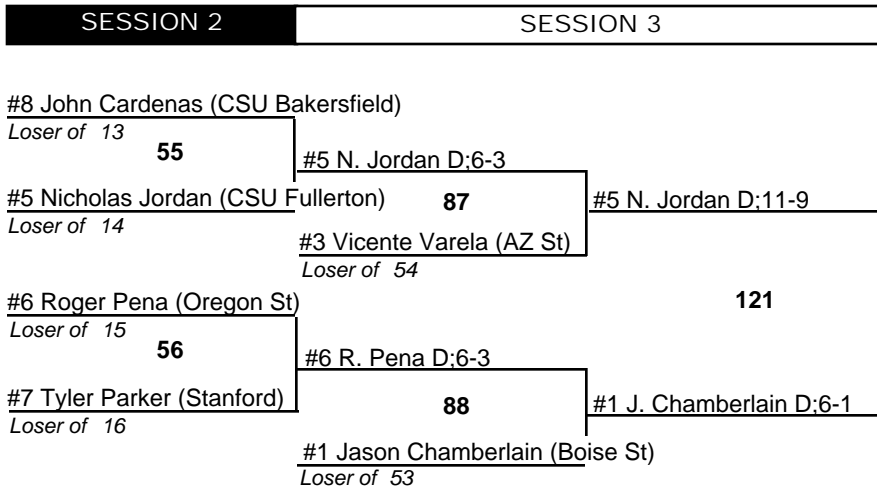 SESSION 2
SESSION 3
#8 John Cardenas (CSU Bakersfield)
Loser of 13
55
#5 N. Jordan D;6-3
#5 Nicholas Jordan (CSU Fullerton)
87
#5 N. Jordan D;11-9
Loser of 14
#3 Vicente Varela (AZ St)
Loser of 54
#6 Roger Pena (Oregon St)
121
Loser of 15
56
#6 R. Pena D;6-3
#7 Tyler Parker (Stanford)
88
#1 J. Chamberlain D;6-1
Loser of 16
#1 Jason Chamberlain (Boise St)
Loser of 53